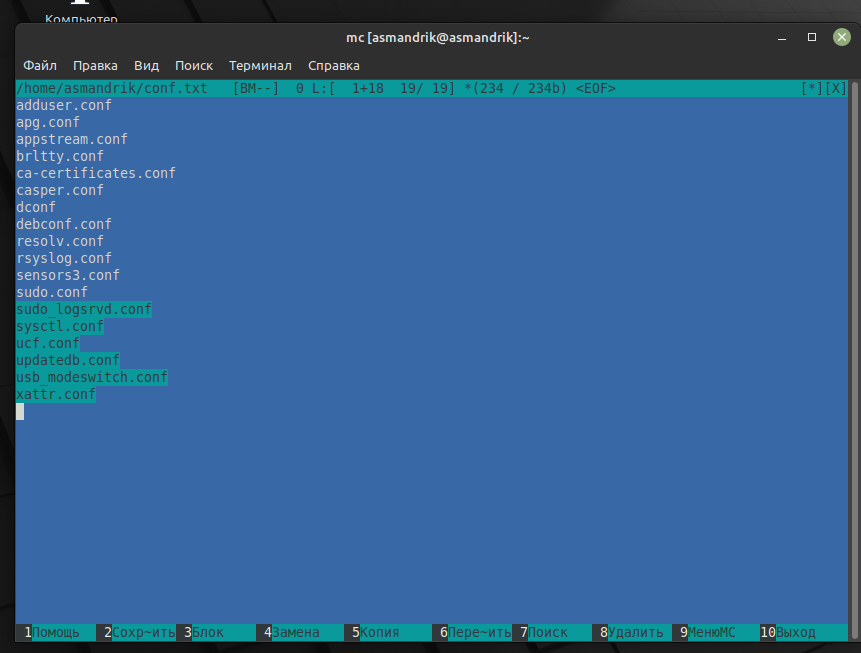 Компьютер
mc [asmandrik@asmandrik]:~
Файл Правка Вид Поиск Терминал Справка
/home/asmandrik/conf.txt [BM--] 0 L:[ 1+18 19/ 19] *(234 / 234b) <EOF> [*][X]
adduser.conf
apg.conf
appstream.conf
brltty.conf
ca-certificates.conf
casper.conf
dconf
debconf.conf
resolv.conf
rsyslog.conf
sensors3.conf
sudo.conf
sudo_logsrvd.conf
sysctl.conf
ucf.conf
updatedb.conf
usb_modeswitch.conf
xattr.conf
1Помощь 2Сохр~ить 3Блок 4Замена 5Копия 6Пере~ить 7Поиск 8Удалить 9МенюMC 10Выход